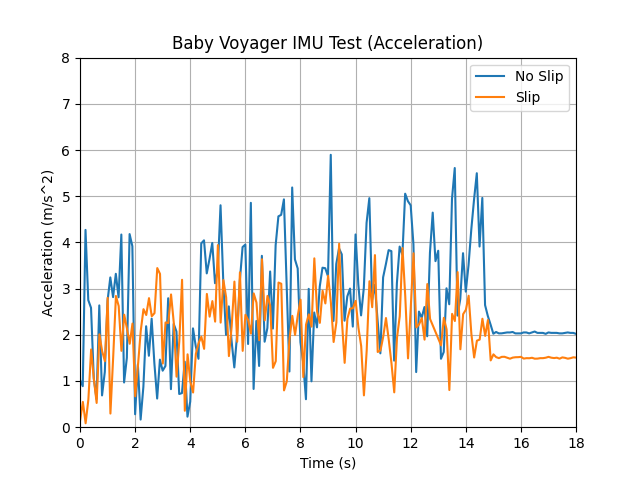 Baby Voyager IMU Test (Acceleration)
No Slip
Slip
Acceleration (m/s^2)
8
7
6
5
4
3
2
1
0
0 2 4 6 8 10 12 14 16 18
Time (s)